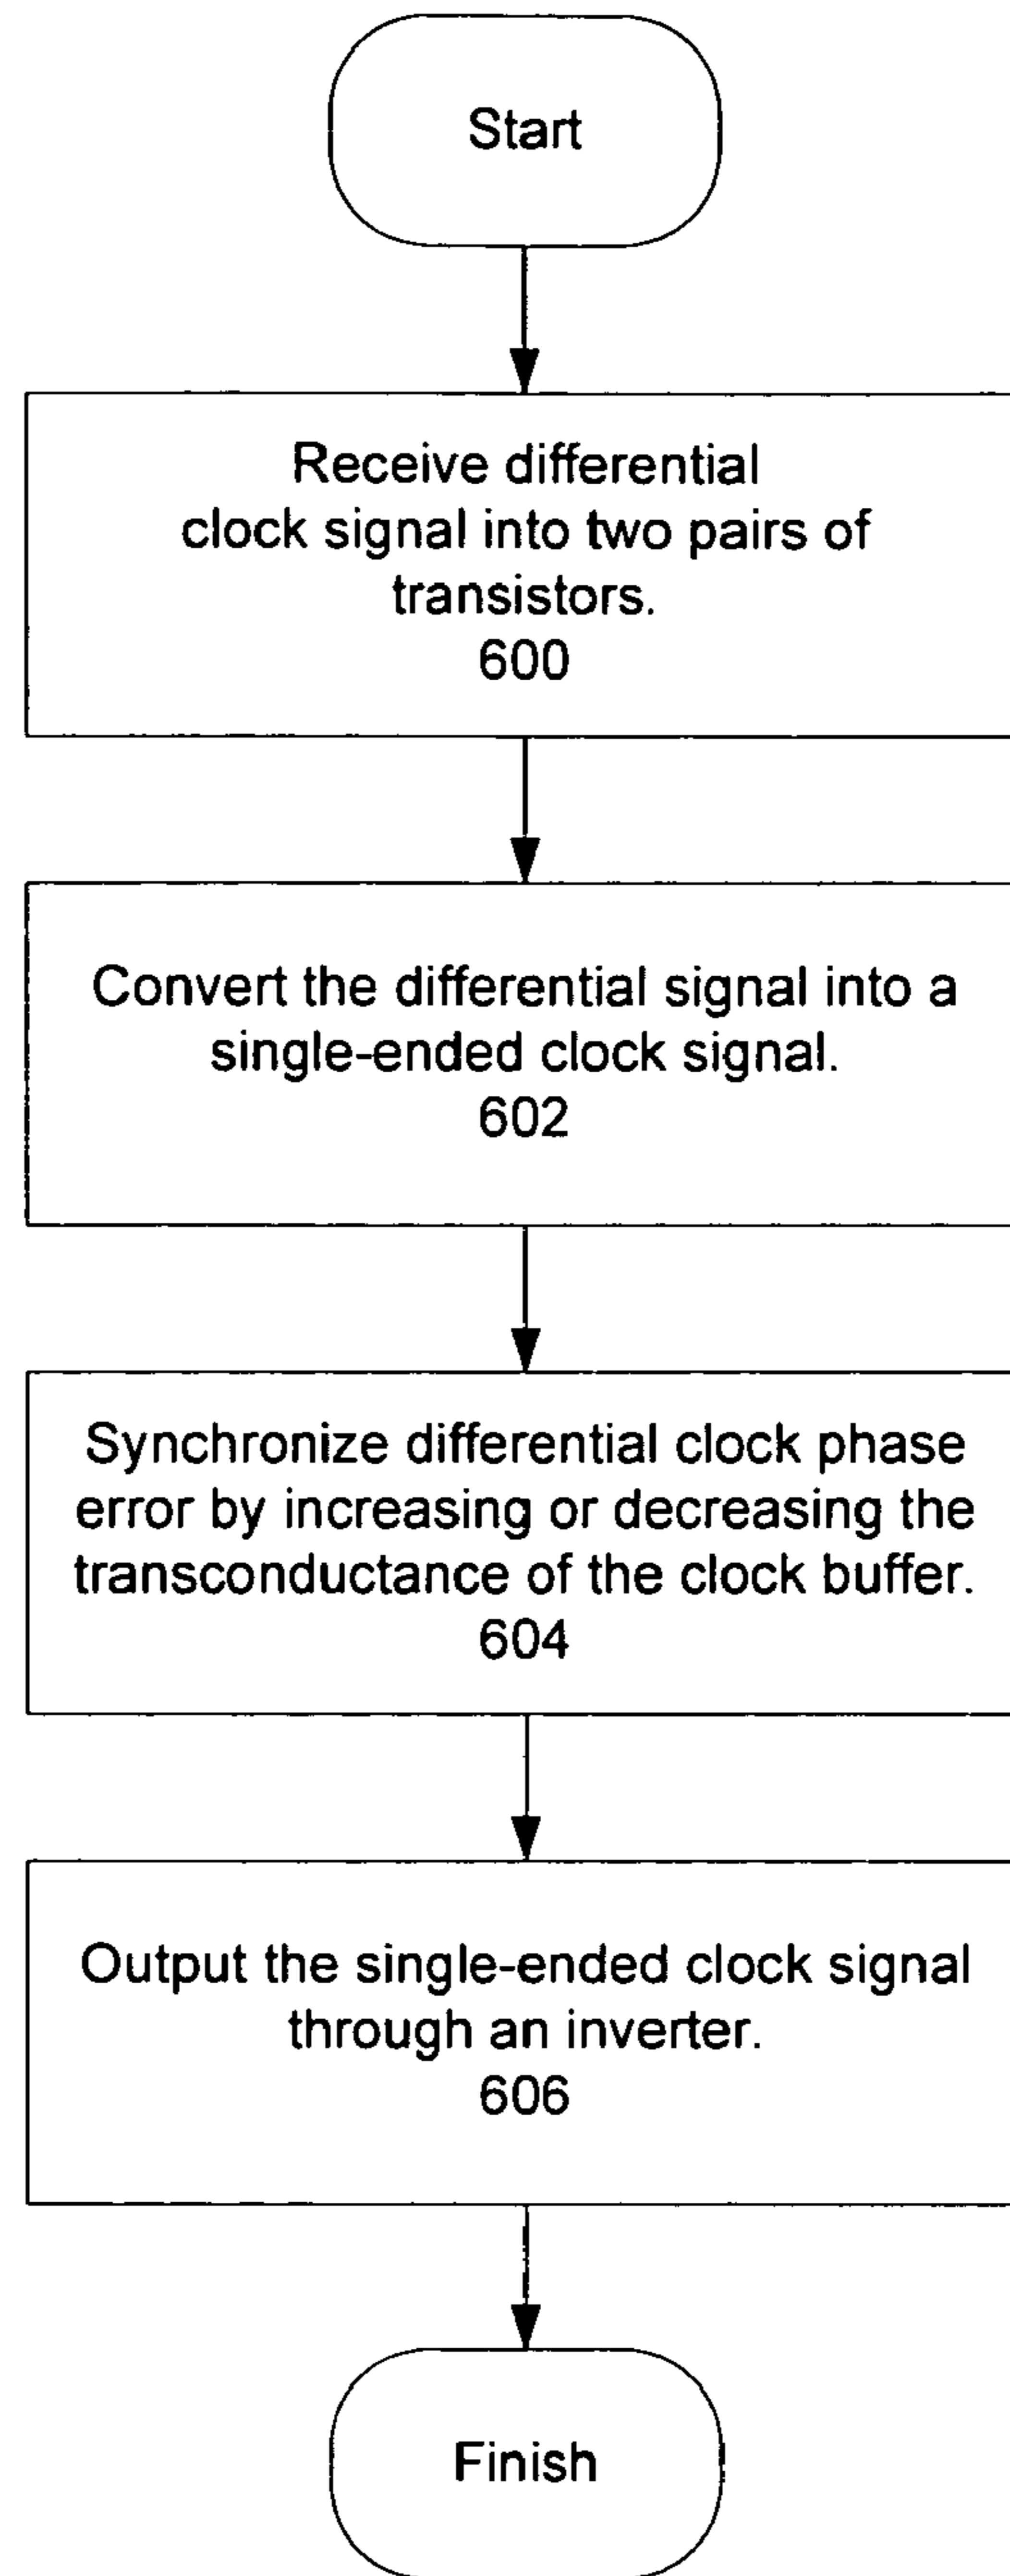 Start
Receive differential
clock signal into two pairs of
transistors.
600
Convert the differential signal into a
single-ended clock signal.
602
Synchronize differential clock phase
error by increasing or decreasing the
transconductance of the clock buffer.
604
Output the single-ended clock signal
through an inverter.
606
Finish